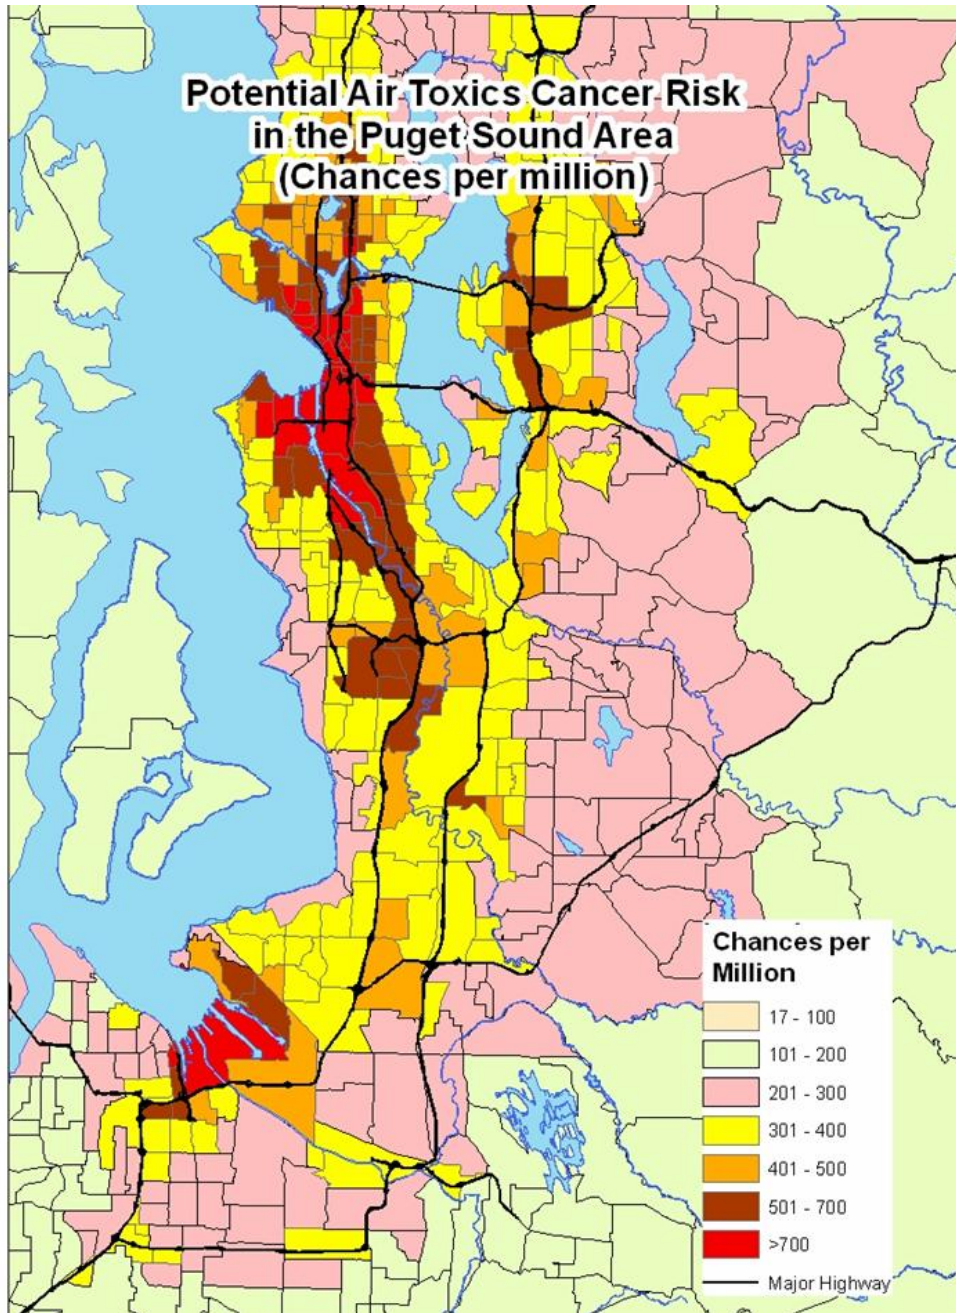 Potential Air Toxics Cancer Risk
in the Puget Sound Area
(Chances per million)
Chances per
Million
17 - 100
101 - 200
201 - 300
301 - 400
401 - 500
501 - 700
>700
Major Highway